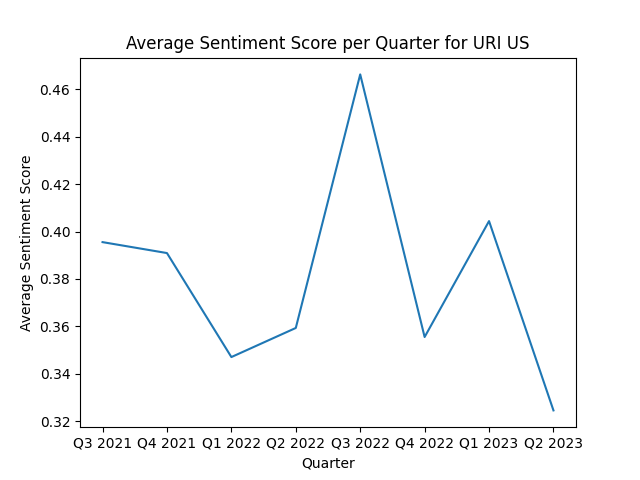 Average Sentiment Score per Quarter for URI US
Average Sentiment Score
0.46
0.44
0.42
0.40
0.38
0.36
0.34
0.32
Q3 2021 Q4 2021 Q1 2022 Q2 2022 Q3 2022 Q4 2022 Q1 2023 Q2 2023
Quarter